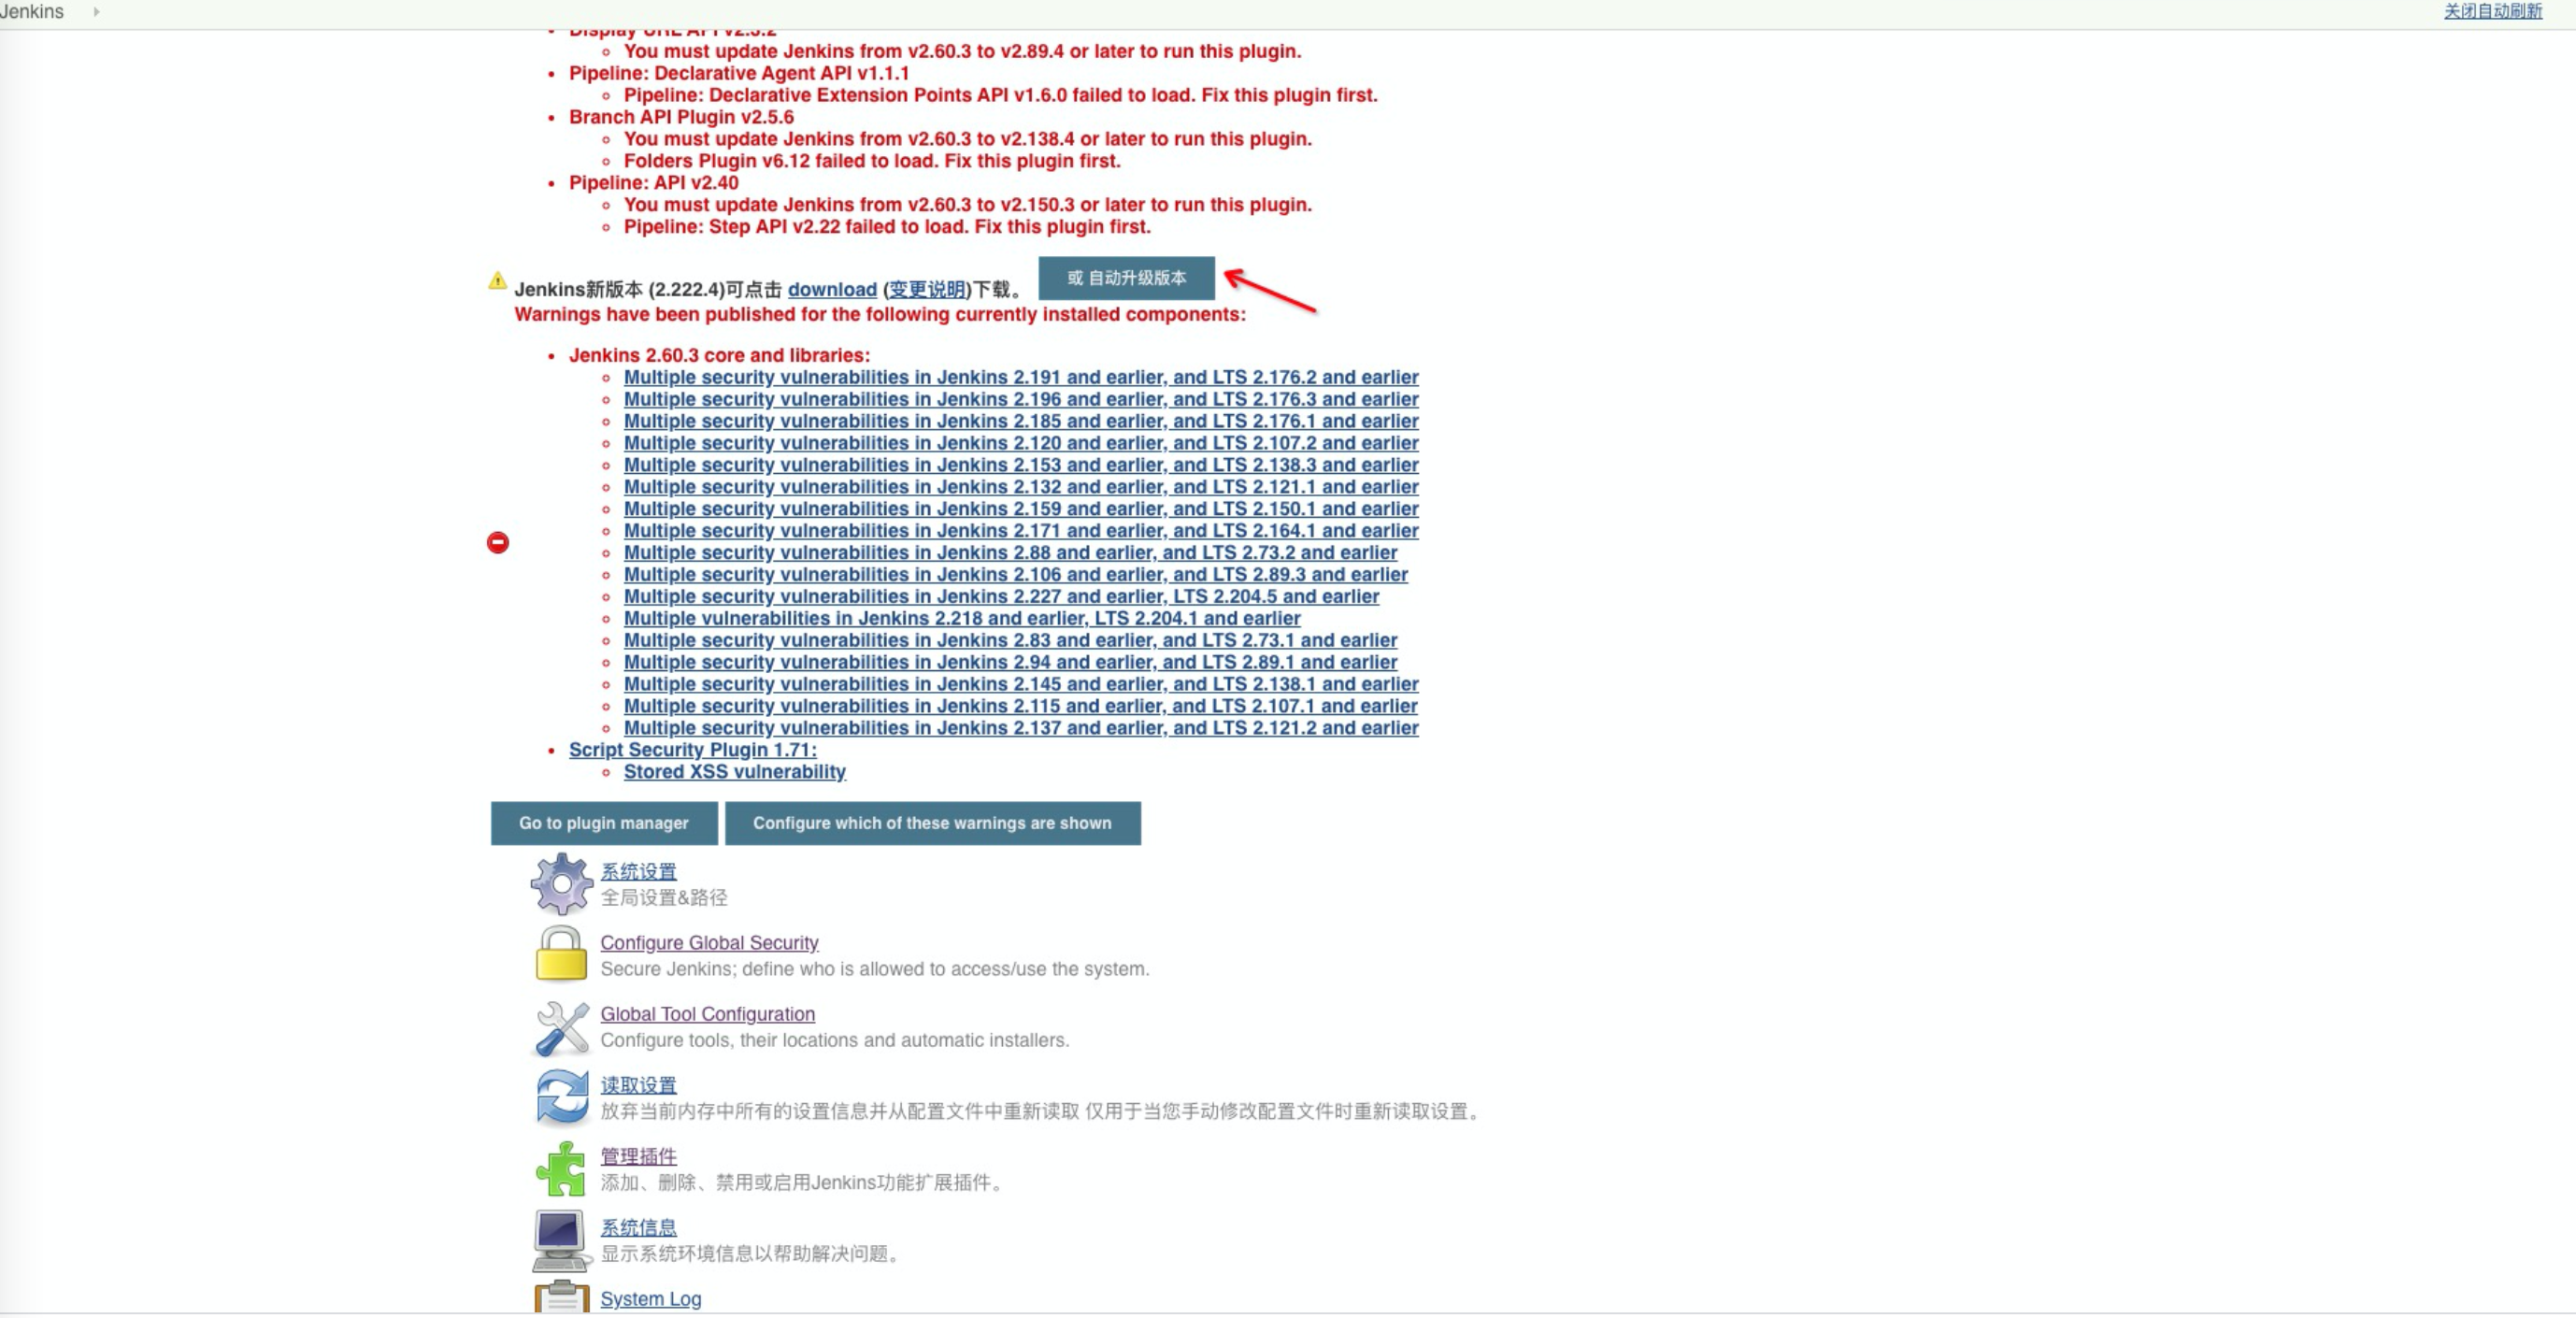 Jenkins
关闭自动刷新
Display URL API v2.3.2
You must update Jenkins from v2.60.3 to v2.89.4 or later to run this plugin.
Pipeline: Declarative Agent API v1.1.1
Pipeline: Declarative Extension Points API v1.6.0 failed to load. Fix this plugin first.
Branch API Plugin v2.5.6
You must update Jenkins from v2.60.3 to v2.138.4 or later to run this plugin.
Folders Plugin v6.12 failed to load. Fix this plugin first.
Pipeline: API v2.40
You must update Jenkins from v2.60.3 to v2.150.3 or later to run this plugin.
Pipeline: Step API v2.22 failed to load. Fix this plugin first.
Jenkins新版本 (2.222.4)可点击 download (变更说明)下载。 或 自动升级版本
Warnings have been published for the following currently installed components:
Jenkins 2.60.3 core and libraries:
Multiple security vulnerabilities in Jenkins 2.191 and earlier, and LTS 2.176.2 and earlier
Multiple security vulnerabilities in Jenkins 2.196 and earlier, and LTS 2.176.3 and earlier
Multiple security vulnerabilities in Jenkins 2.185 and earlier, and LTS 2.176.1 and earlier
Multiple security vulnerabilities in Jenkins 2.120 and earlier, and LTS 2.107.2 and earlier
Multiple security vulnerabilities in Jenkins 2.153 and earlier, and LTS 2.138.3 and earlier
Multiple security vulnerabilities in Jenkins 2.132 and earlier, and LTS 2.121.1 and earlier
Multiple security vulnerabilities in Jenkins 2.159 and earlier, and LTS 2.150.1 and earlier
Multiple security vulnerabilities in Jenkins 2.171 and earlier, and LTS 2.164.1 and earlier
Multiple security vulnerabilities in Jenkins 2.88 and earlier, and LTS 2.73.2 and earlier
Multiple security vulnerabilities in Jenkins 2.106 and earlier, and LTS 2.89.3 and earlier
Multiple security vulnerabilities in Jenkins 2.227 and earlier, LTS 2.204.5 and earlier
Multiple vulnerabilities in Jenkins 2.218 and earlier, LTS 2.204.1 and earlier
Multiple security vulnerabilities in Jenkins 2.83 and earlier, and LTS 2.73.1 and earlier
Multiple security vulnerabilities in Jenkins 2.94 and earlier, and LTS 2.89.1 and earlier
Multiple security vulnerabilities in Jenkins 2.145 and earlier, and LTS 2.138.1 and earlier
Multiple security vulnerabilities in Jenkins 2.115 and earlier, and LTS 2.107.1 and earlier
Multiple security vulnerabilities in Jenkins 2.137 and earlier, and LTS 2.121.2 and earlier
Script Security Plugin 1.71:
Stored XSS vulnerability
Go to plugin manager
Configure which of these warnings are shown
系统设置
全局设置&路径
Configure Global Security
Secure Jenkins; define who is allowed to access/use the system.
Global Tool Configuration
Configure tools, their locations and automatic installers.
读取设置
放弃当前内存中所有的设置信息并从配置文件中重新读取 仅用于当您手动修改配置文件时重新读取设置。
管理插件
添加、删除、禁用或启用Jenkins功能扩展插件。
系统信息
显示系统环境信息以帮助解决问题。
System Log